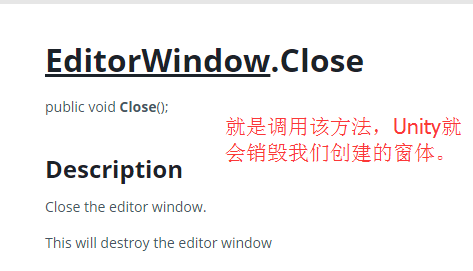 EditorWindow.Close
public void Close();
就是调用该方法，Unity就
会销毁我们创建的窗体。
Description
Close the editor window.
This will destroy the editor window